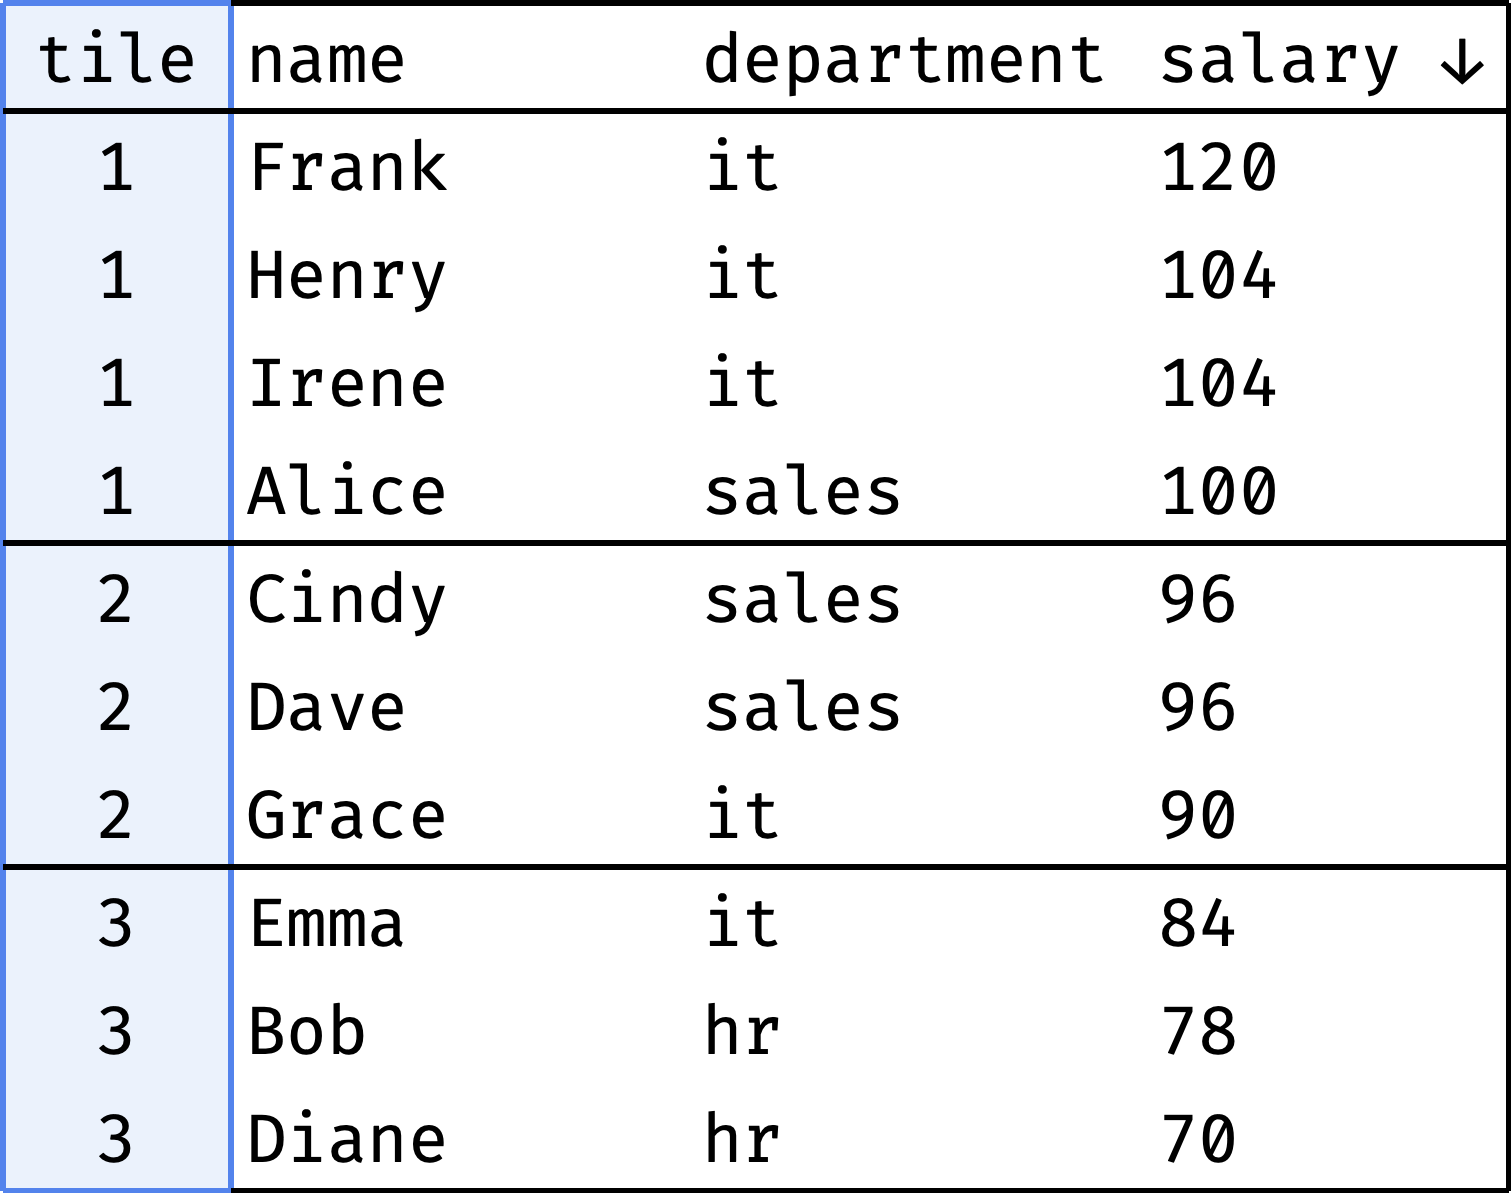 tile name department salary ↓
1 Frank it 120
1 Henry it 104
1 Irene it 104
1 Alice sales 100
2 Cindy sales 96
2 Dave sales 96
2 Grace it 90
3 Emma it 84
3 Bob hr 78
3 Diane hr 70